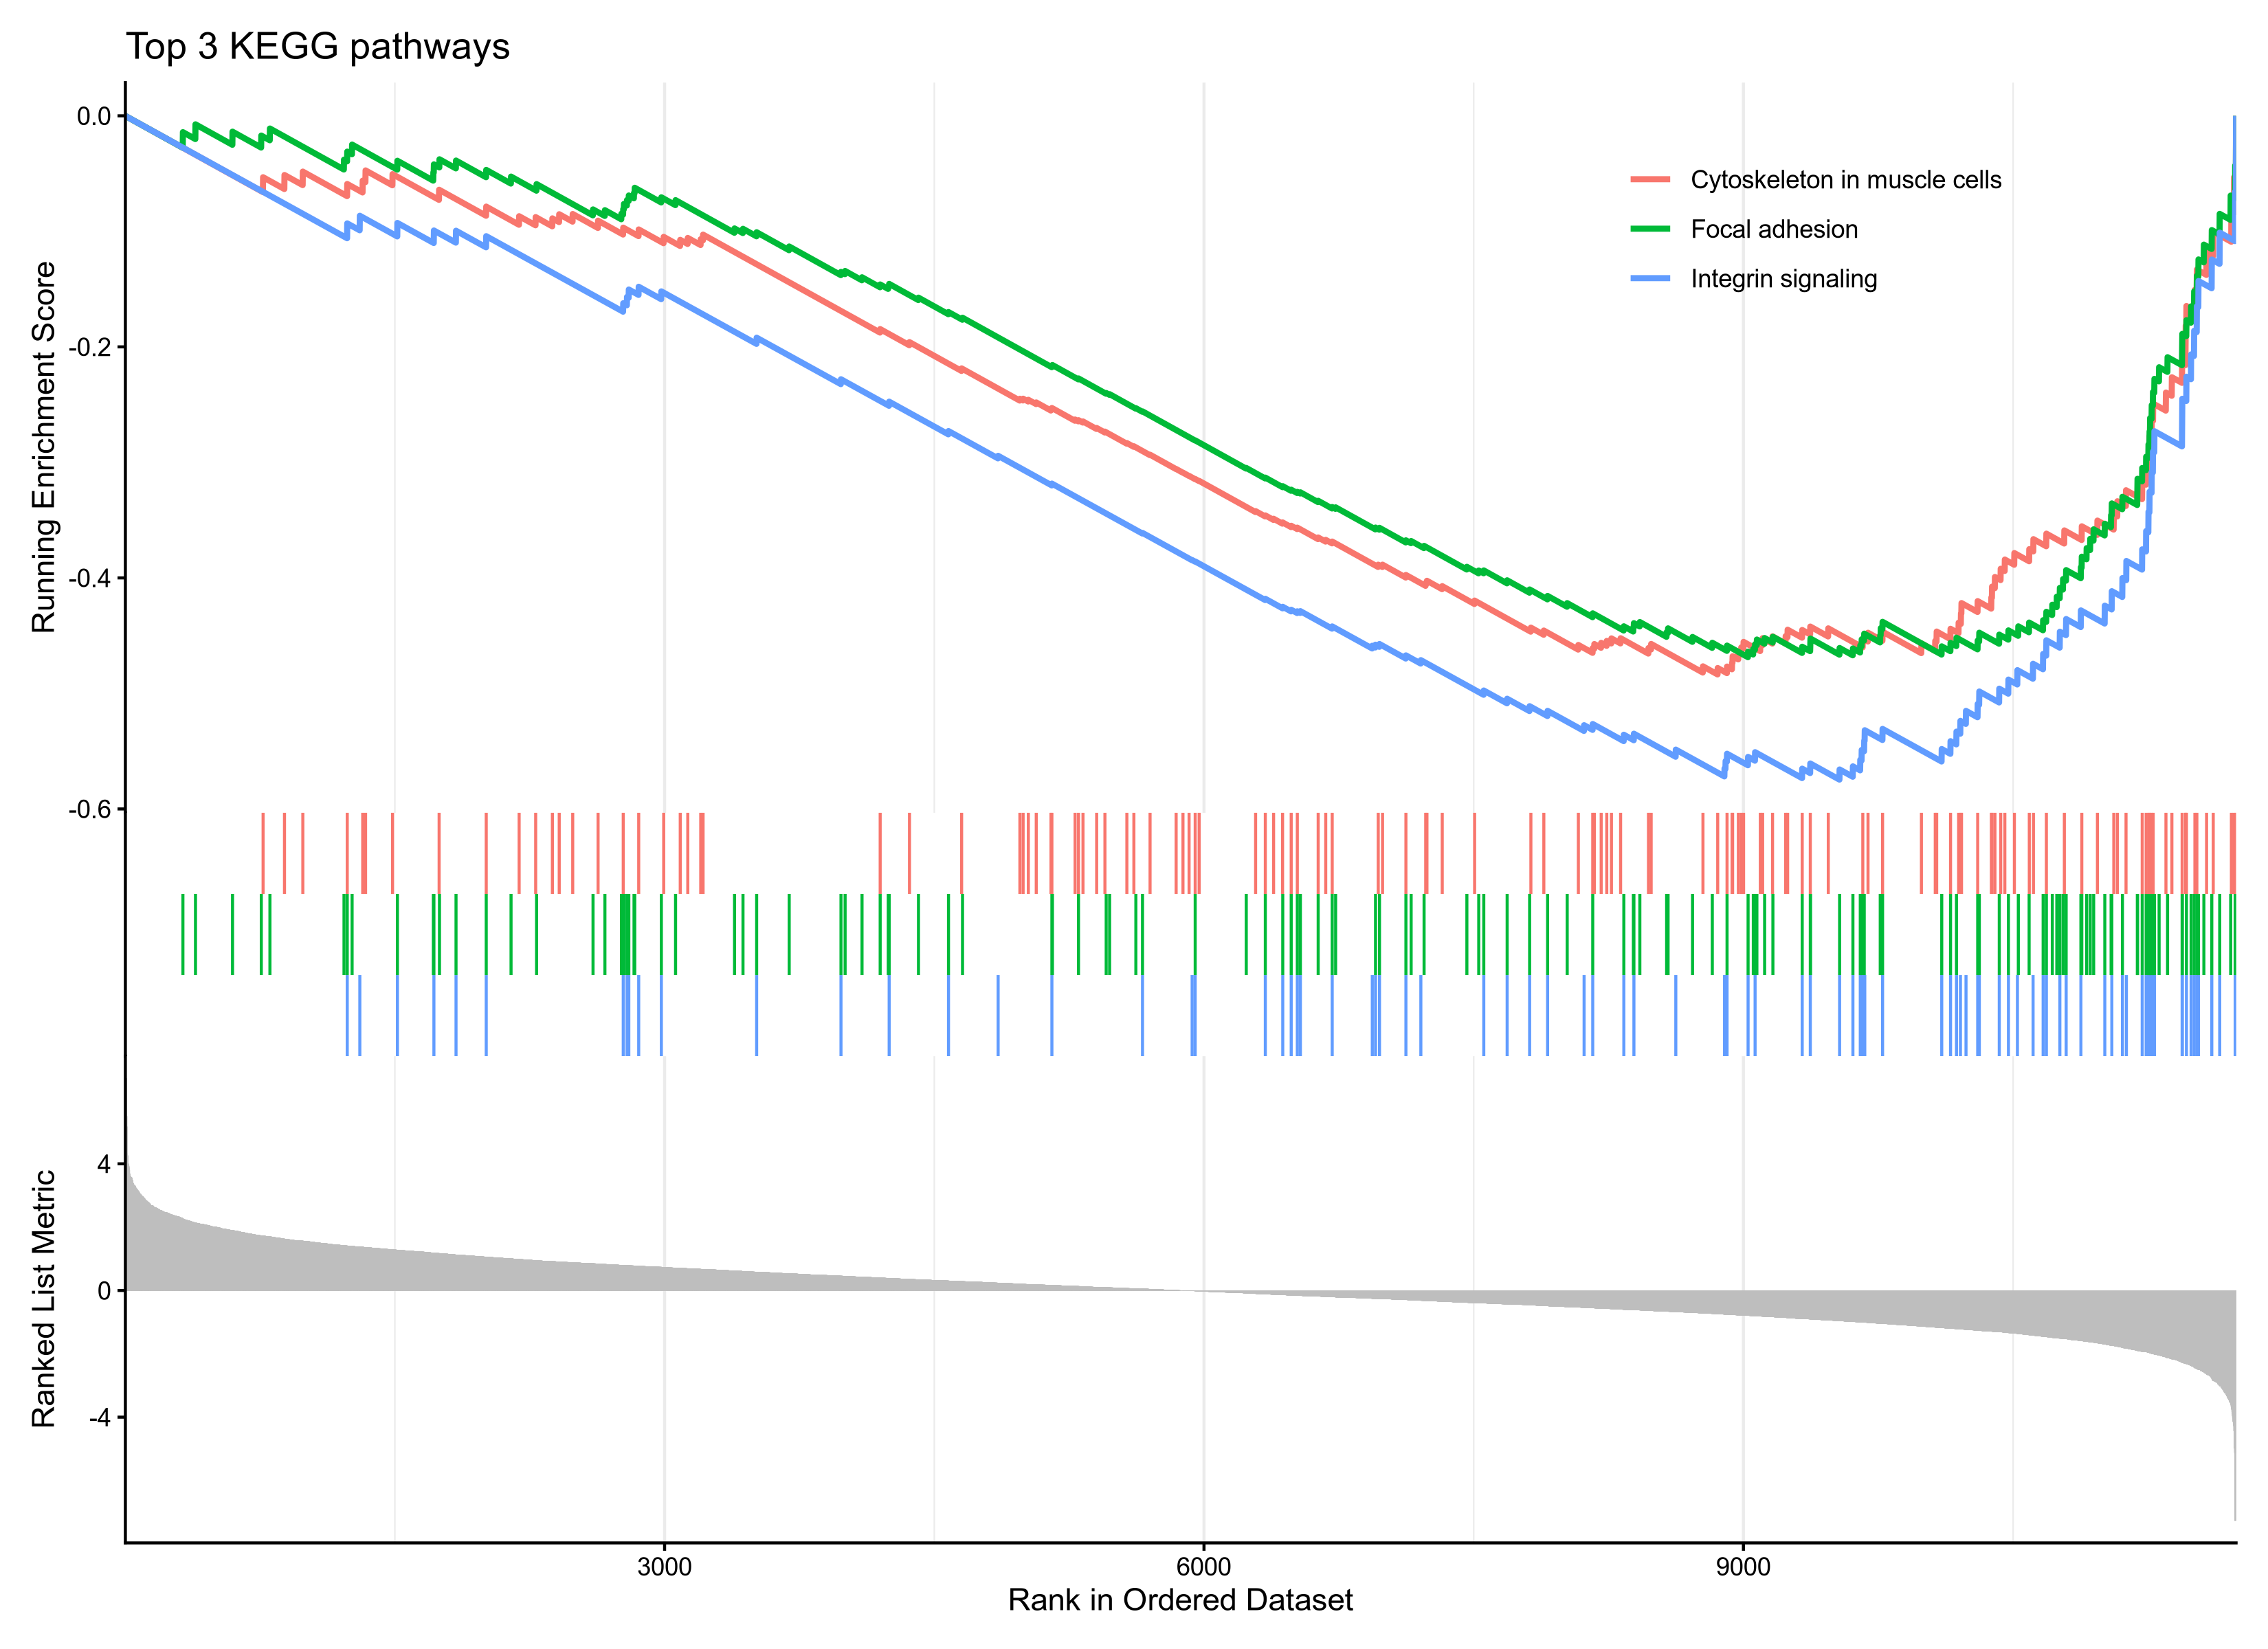 Top 3 KEGG pathways
Running Enrichment Score
0.0
-0.2
-0.4
-0.6
Cytoskeleton in muscle cells
Focal adhesion
Integrin signaling
Ranked List Metric
4
0
-4
3000
6000
9000
Rank in Ordered Dataset